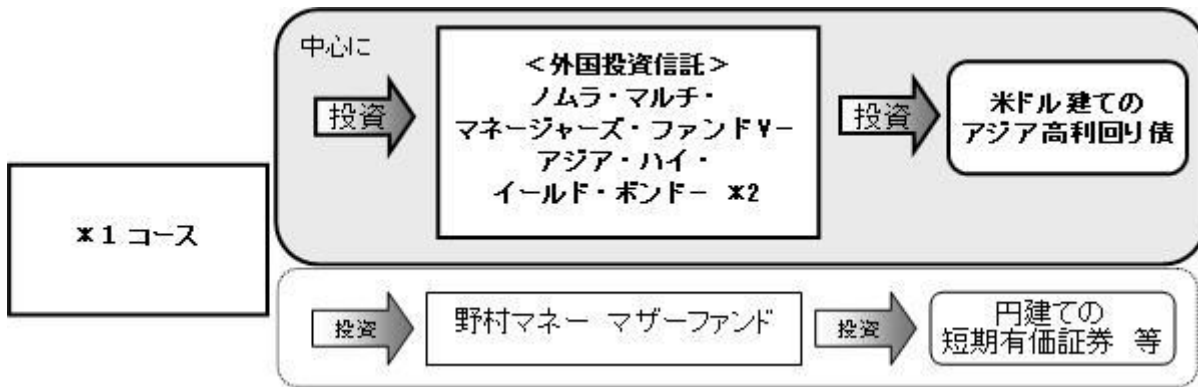 中心に
投資
<外国投資信託>
ノムラ・マルチ・
マネージャーズ・ファンドⅤ-
アジア・ハイ・
イールド・ボンド- *2
投資
米ドル建ての
アジア高利回り債
*1 コース
投資
野村マネー マザーファンド
投資
円建ての
短期有価証券 等